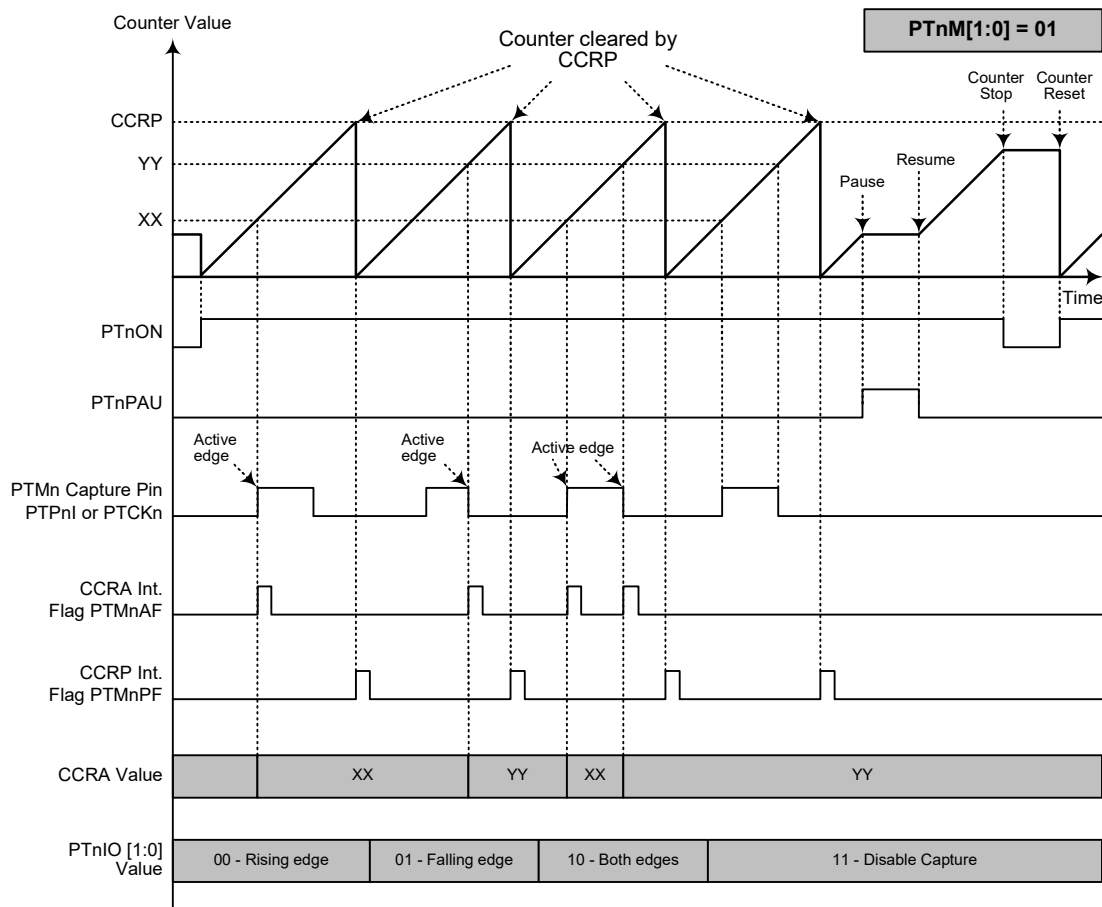 Counter Value
PTnM[1:0] = 01
Counter cleared by
CCRP
Counter
Stop
Counter
Reset
CCRP
YY
Resume
Pause
XX
Time
PTnON
PTnPAU
Active
edge
Active
edge
Active edge
PTMn Capture Pin
PTPnI or PTCKn
CCRA Int.
Flag PTMnAF
CCRP Int.
Flag PTMnPF
CCRA Value
XX
YY
XX
YY
PTnIO [1:0]
Value
00 - Rising edge
01 - Falling edge
10 - Both edges
11 - Disable Capture